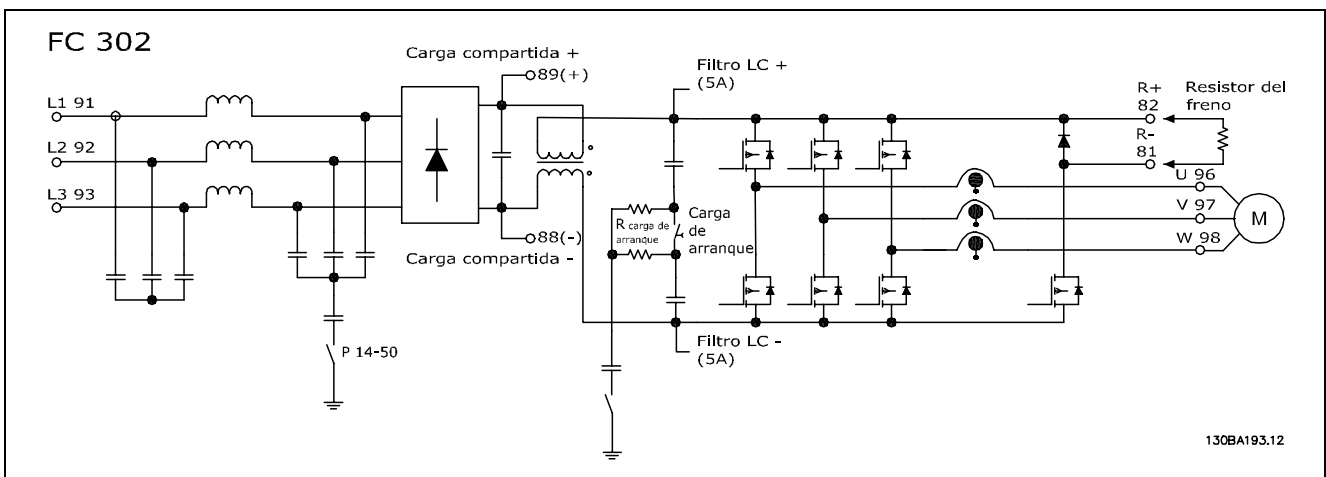 FC 302
Carga compartida +
89(+)
Filtro LC +
(5A)
R+
82
Resistor del
freno
L1 91
R-
81
L2 92
U 96
L3 93
V 97
M
R carga de
arranque
Carga
de
arranque
W 98
88(-)
Carga compartida -
P 14-50
Filtro LC -
(5A)
130BA193.12